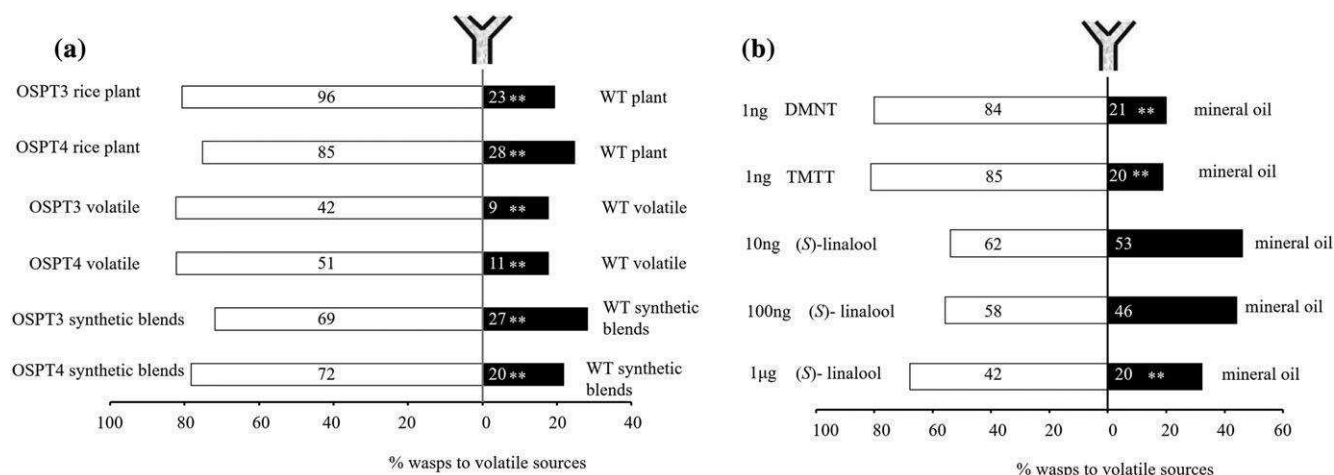 (a)
OSPT3 rice plant 96 23 ** WT plant
OSPT4 rice plant 85 28 ** WT plant
OSPT3 volatile 42 9 ** WT volatile
OSPT4 volatile 51 11 ** WT volatile
OSPT3 synthetic blends 69 27 ** WT synthetic
blends
OSPT4 synthetic blends 72 20 ** WT synthetic
blends
100 80 60 40 20 0 20 40
% wasps to volatile sources
(b)
1ng DMNT 84 21 ** mineral oil
1ng TMTT 85 20 ** mineral oil
10ng (S)-linalool 62 53 mineral oil
100ng (S)- linalool 58 46 mineral oil
1μg (S)- linalool 42 20 ** mineral oil
100 80 60 40 20 0 20 40 60
% wasps to volatile sources